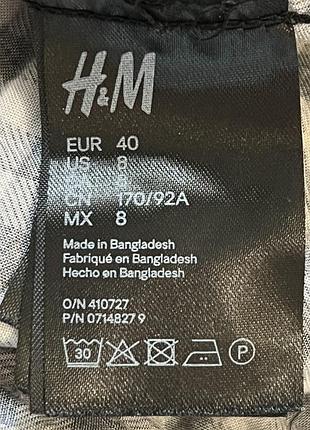 H&M
EUR 40
US 8
8
CN 170/92A
MX 8
Made in Bangladesh
Fabriqué en Bangladesh
Hecho en Bangladesh
O/N 410727
P/N 0714827 9
30
P